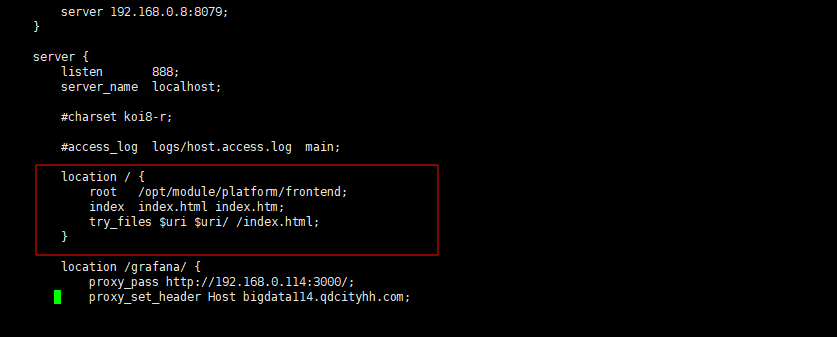 server 192.168.0.8:8079;
}
server {
listen 888;
server_name localhost;
#charset koi8-r;
#access_log logs/host.access.log main;
location / {
root /opt/module/platform/frontend;
index index.html index.htm;
try_files $uri $uri/ /index.html;
}
location /grafana/ {
proxy_pass http://192.168.0.114:3000/;
proxy_set_header Host bigdata114.qdcityhh.com;